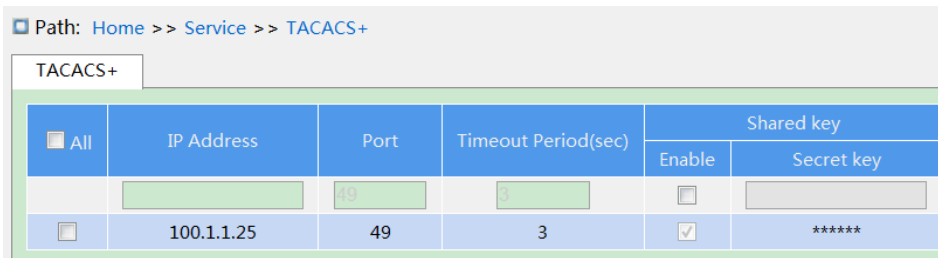 Path: Home >> Service >> TACACS+
TACACS+
All IP Address Port Timeout Period(sec) Shared key
Enable Secret key
49 3
100.1.1.25 49 3 ******